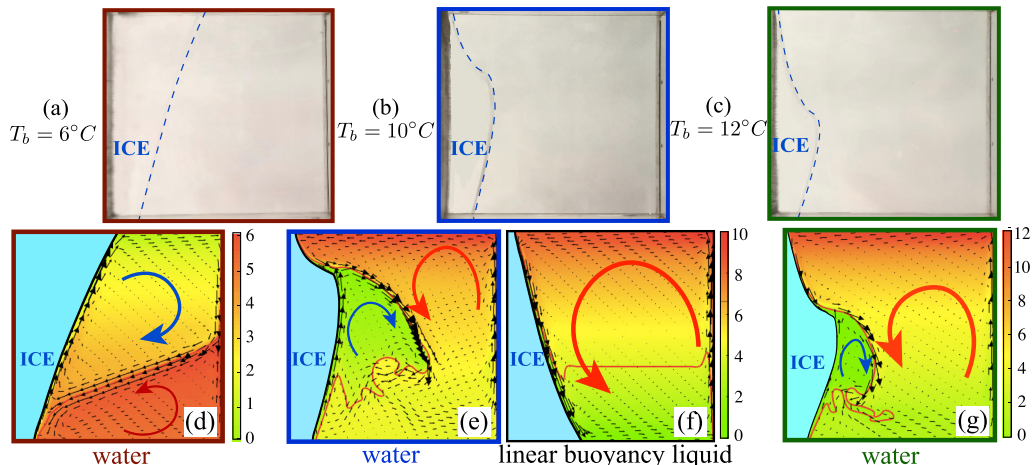 (a)
T_b = 6°C
ICE
(b)
T_b = 10°C
ICE
(c)
T_b = 12°C
ICE
ICE
(d)
6
5
4
3
2
1
0
water
ICE
(e)
water
ICE
(f)
10
8
6
4
2
0
linear buoyancy liquid
ICE
(g)
12
10
8
6
4
2
0
water